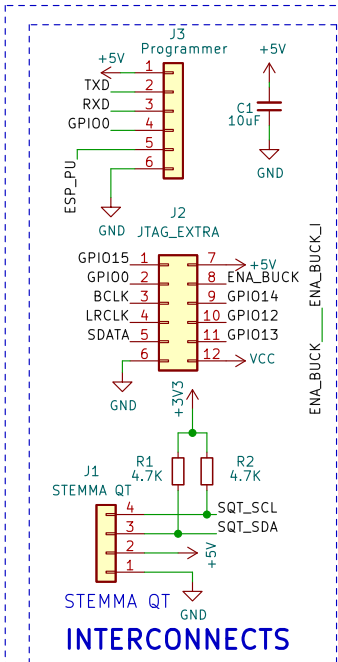 J3
Programmer
+5V
1
TXD
2
RXD
3
GPIO0
4
5
ESP_PU
6
GND
+5V
C1
10uF
GND
J2
JTAG_EXTRA
GPIO15 1 7 +5V
GPIO0 2 8 ENA_BUCK
BCLK 3 9 GPIO14
LRCLK 4 10 GPIO12
SDATA 5 11 GPIO13
6 12 VCC
GND
ENA_BUCK ENA_BUCK_I
+3V3
R1
4.7K
R2
4.7K
J1
STEMMA QT
4 SQT_SCL
3 SQT_SDA
2 +5V
1
GND
STEMMA QT
INTERCONNECTS